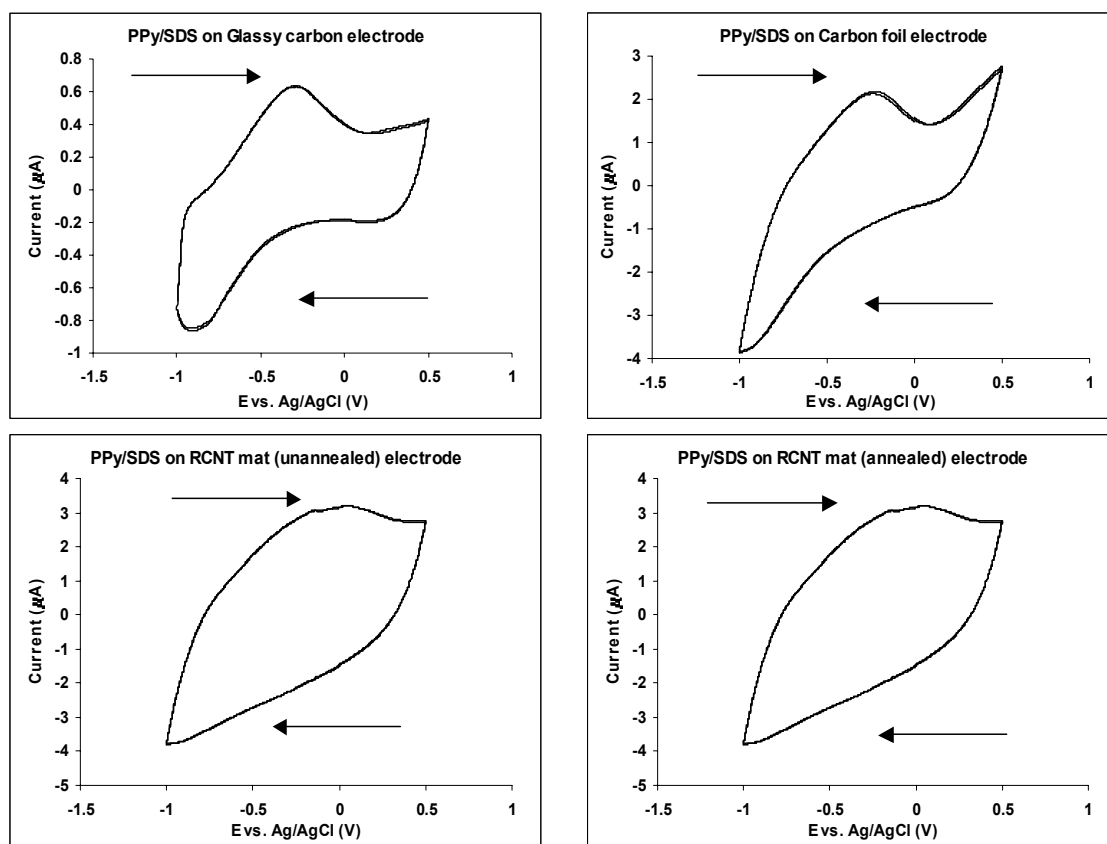 PPy/SDS on Glassy carbon electrode
0.8
0.6
0.4
0.2
0
-0.2
-0.4
-0.6
-0.8
-1
Current (μA)
-1.5 -1 -0.5 0 0.5 1
E vs. Ag/AgCl (V)
PPy/SDS on Carbon foil electrode
3
2
1
0
-1
-2
-3
-4
Current (μA)
-1.5 -1 -0.5 0 0.5 1
E vs. Ag/AgCl (V)
PPy/SDS on RCNT mat (unannealed) electrode
4
3
2
1
0
-1
-2
-3
-4
-5
Current (μA)
-1.5 -1 -0.5 0 0.5 1
E vs. Ag/AgCl (V)
PPy/SDS on RCNT mat (annealed) electrode
4
3
2
1
0
-1
-2
-3
-4
-5
Current (μA)
-1.5 -1 -0.5 0 0.5 1
E vs. Ag/AgCl (V)